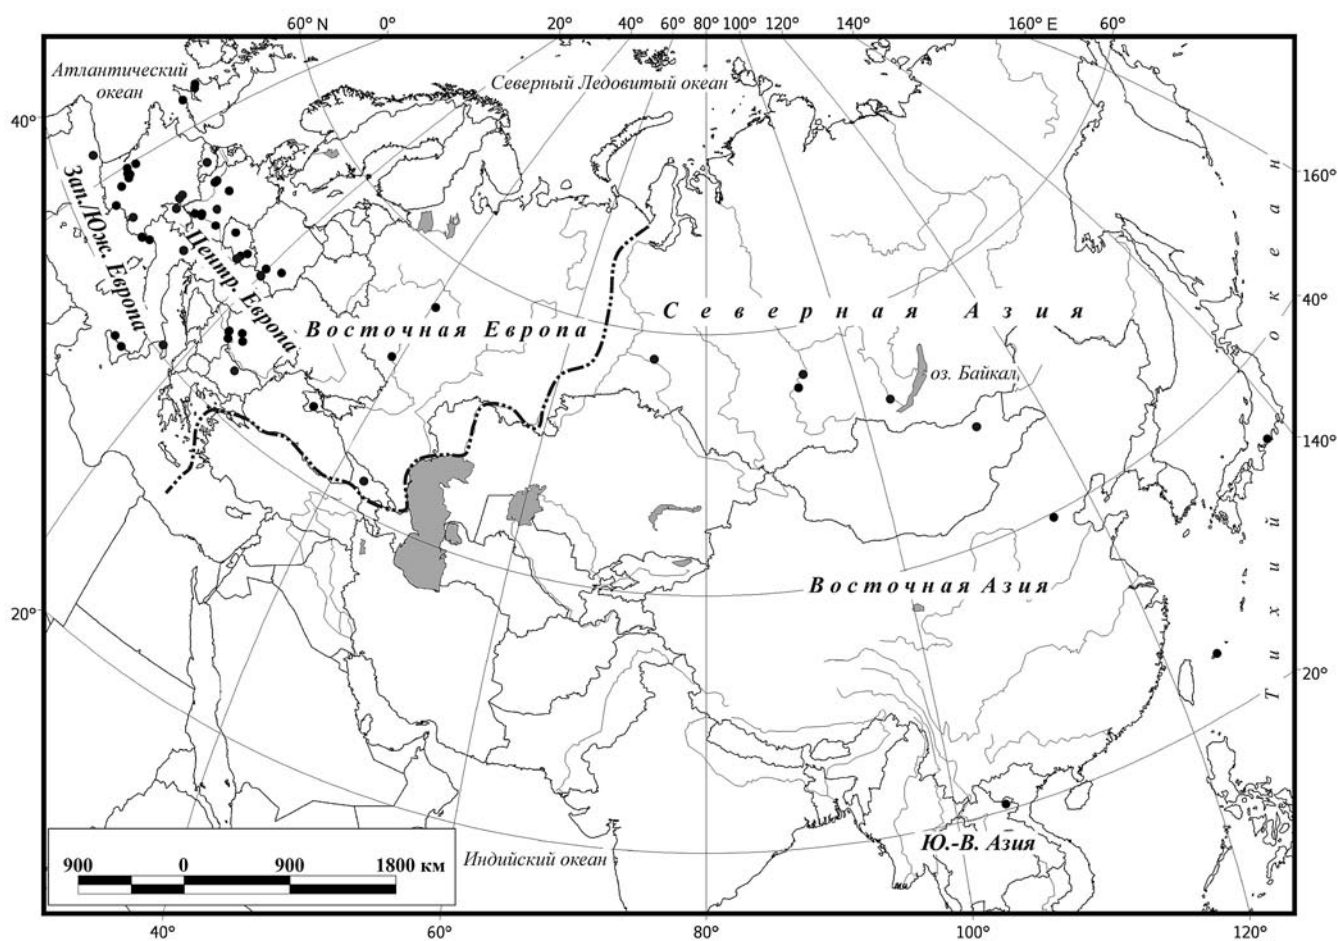 60° N 0° 20° 40° 60° 80° 100° 120° 140° 160° E 60°
Атлантический
океан
Северный Ледовитый океан
40°
160°
Зап./Юж. Европа
Центр. Европа
Восточная Европа
Северная Азия
40°
оз. Байкал
140°
Тихий океан
Восточная Азия
20°
20°
Ю.-В. Азия
Индийский океан
900 0 900 1800 км
40° 60° 80° 100° 120°